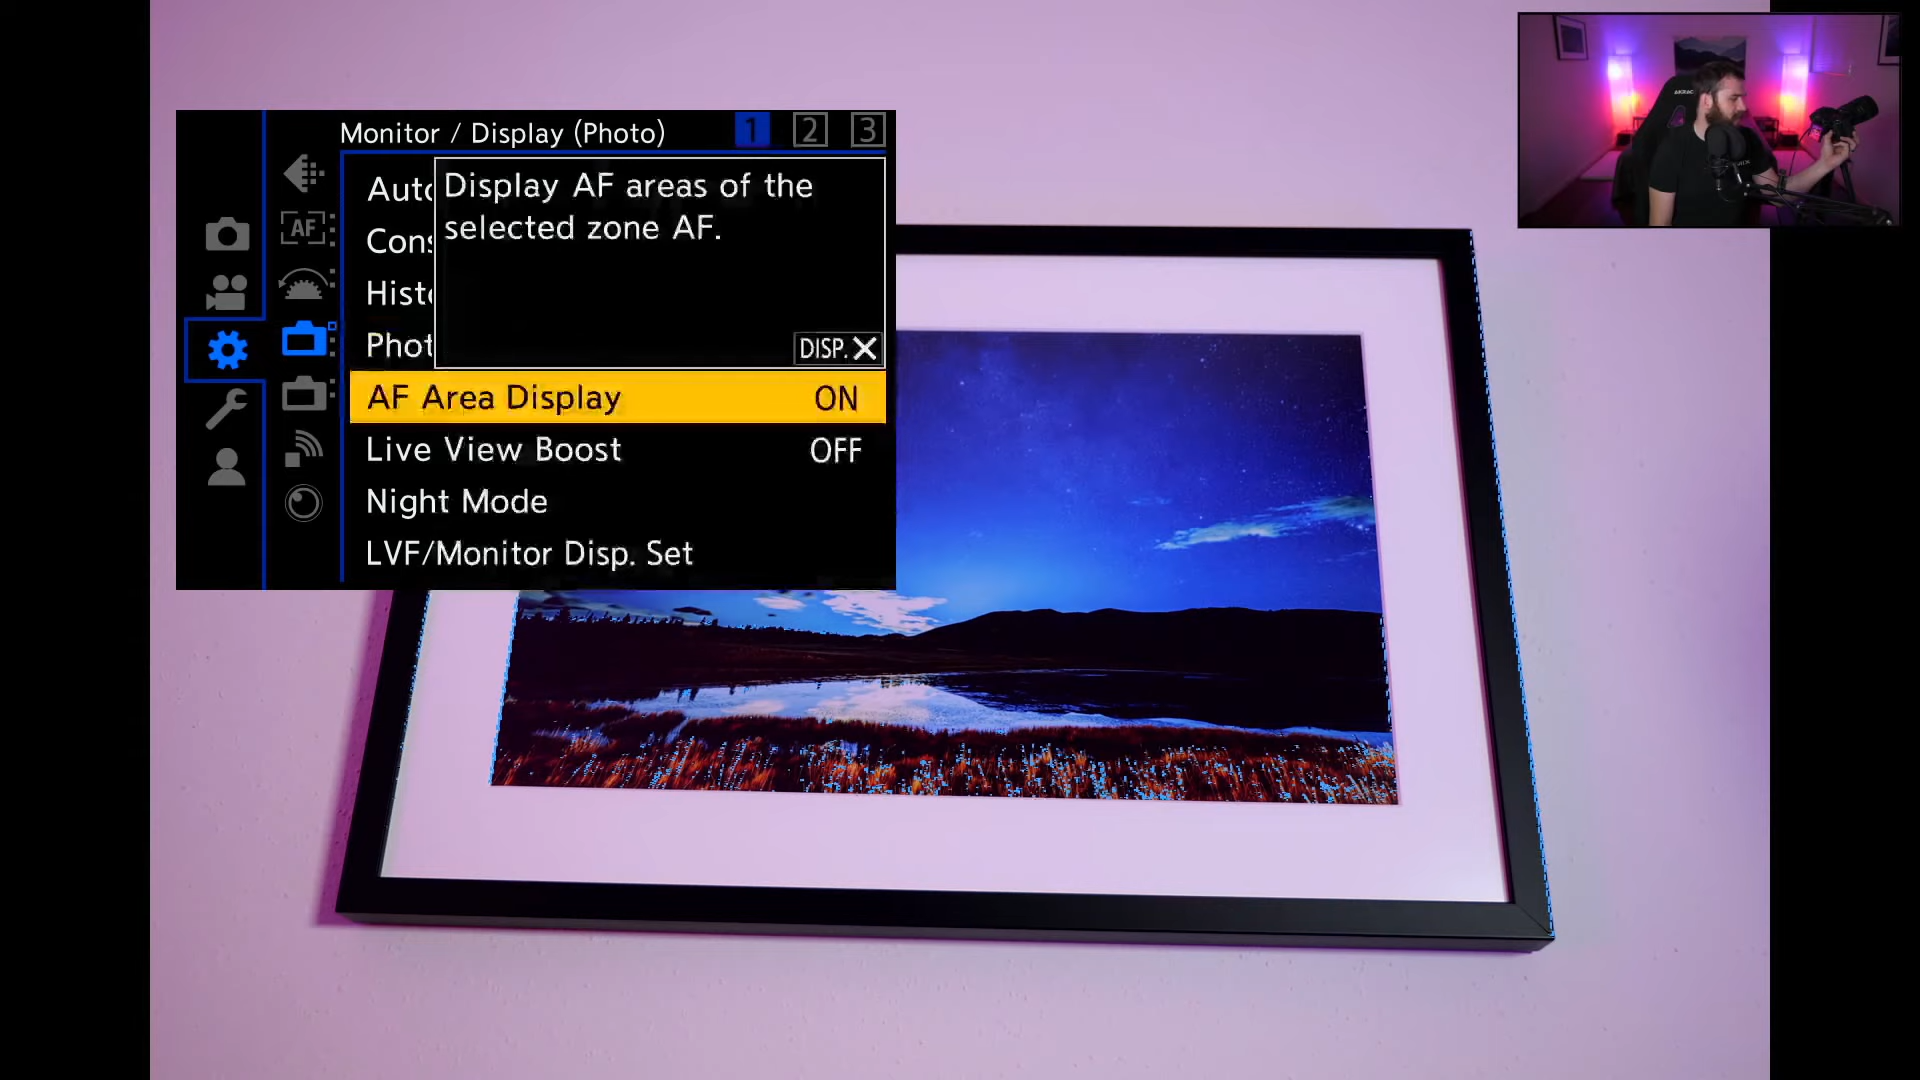 Monitor / Display (Photo) 1 2 3
Display AF areas of the
selected zone AF.
DISP.
AF
AF Area Display ON
Live View Boost OFF
Night Mode
LVF/Monitor Disp. Set